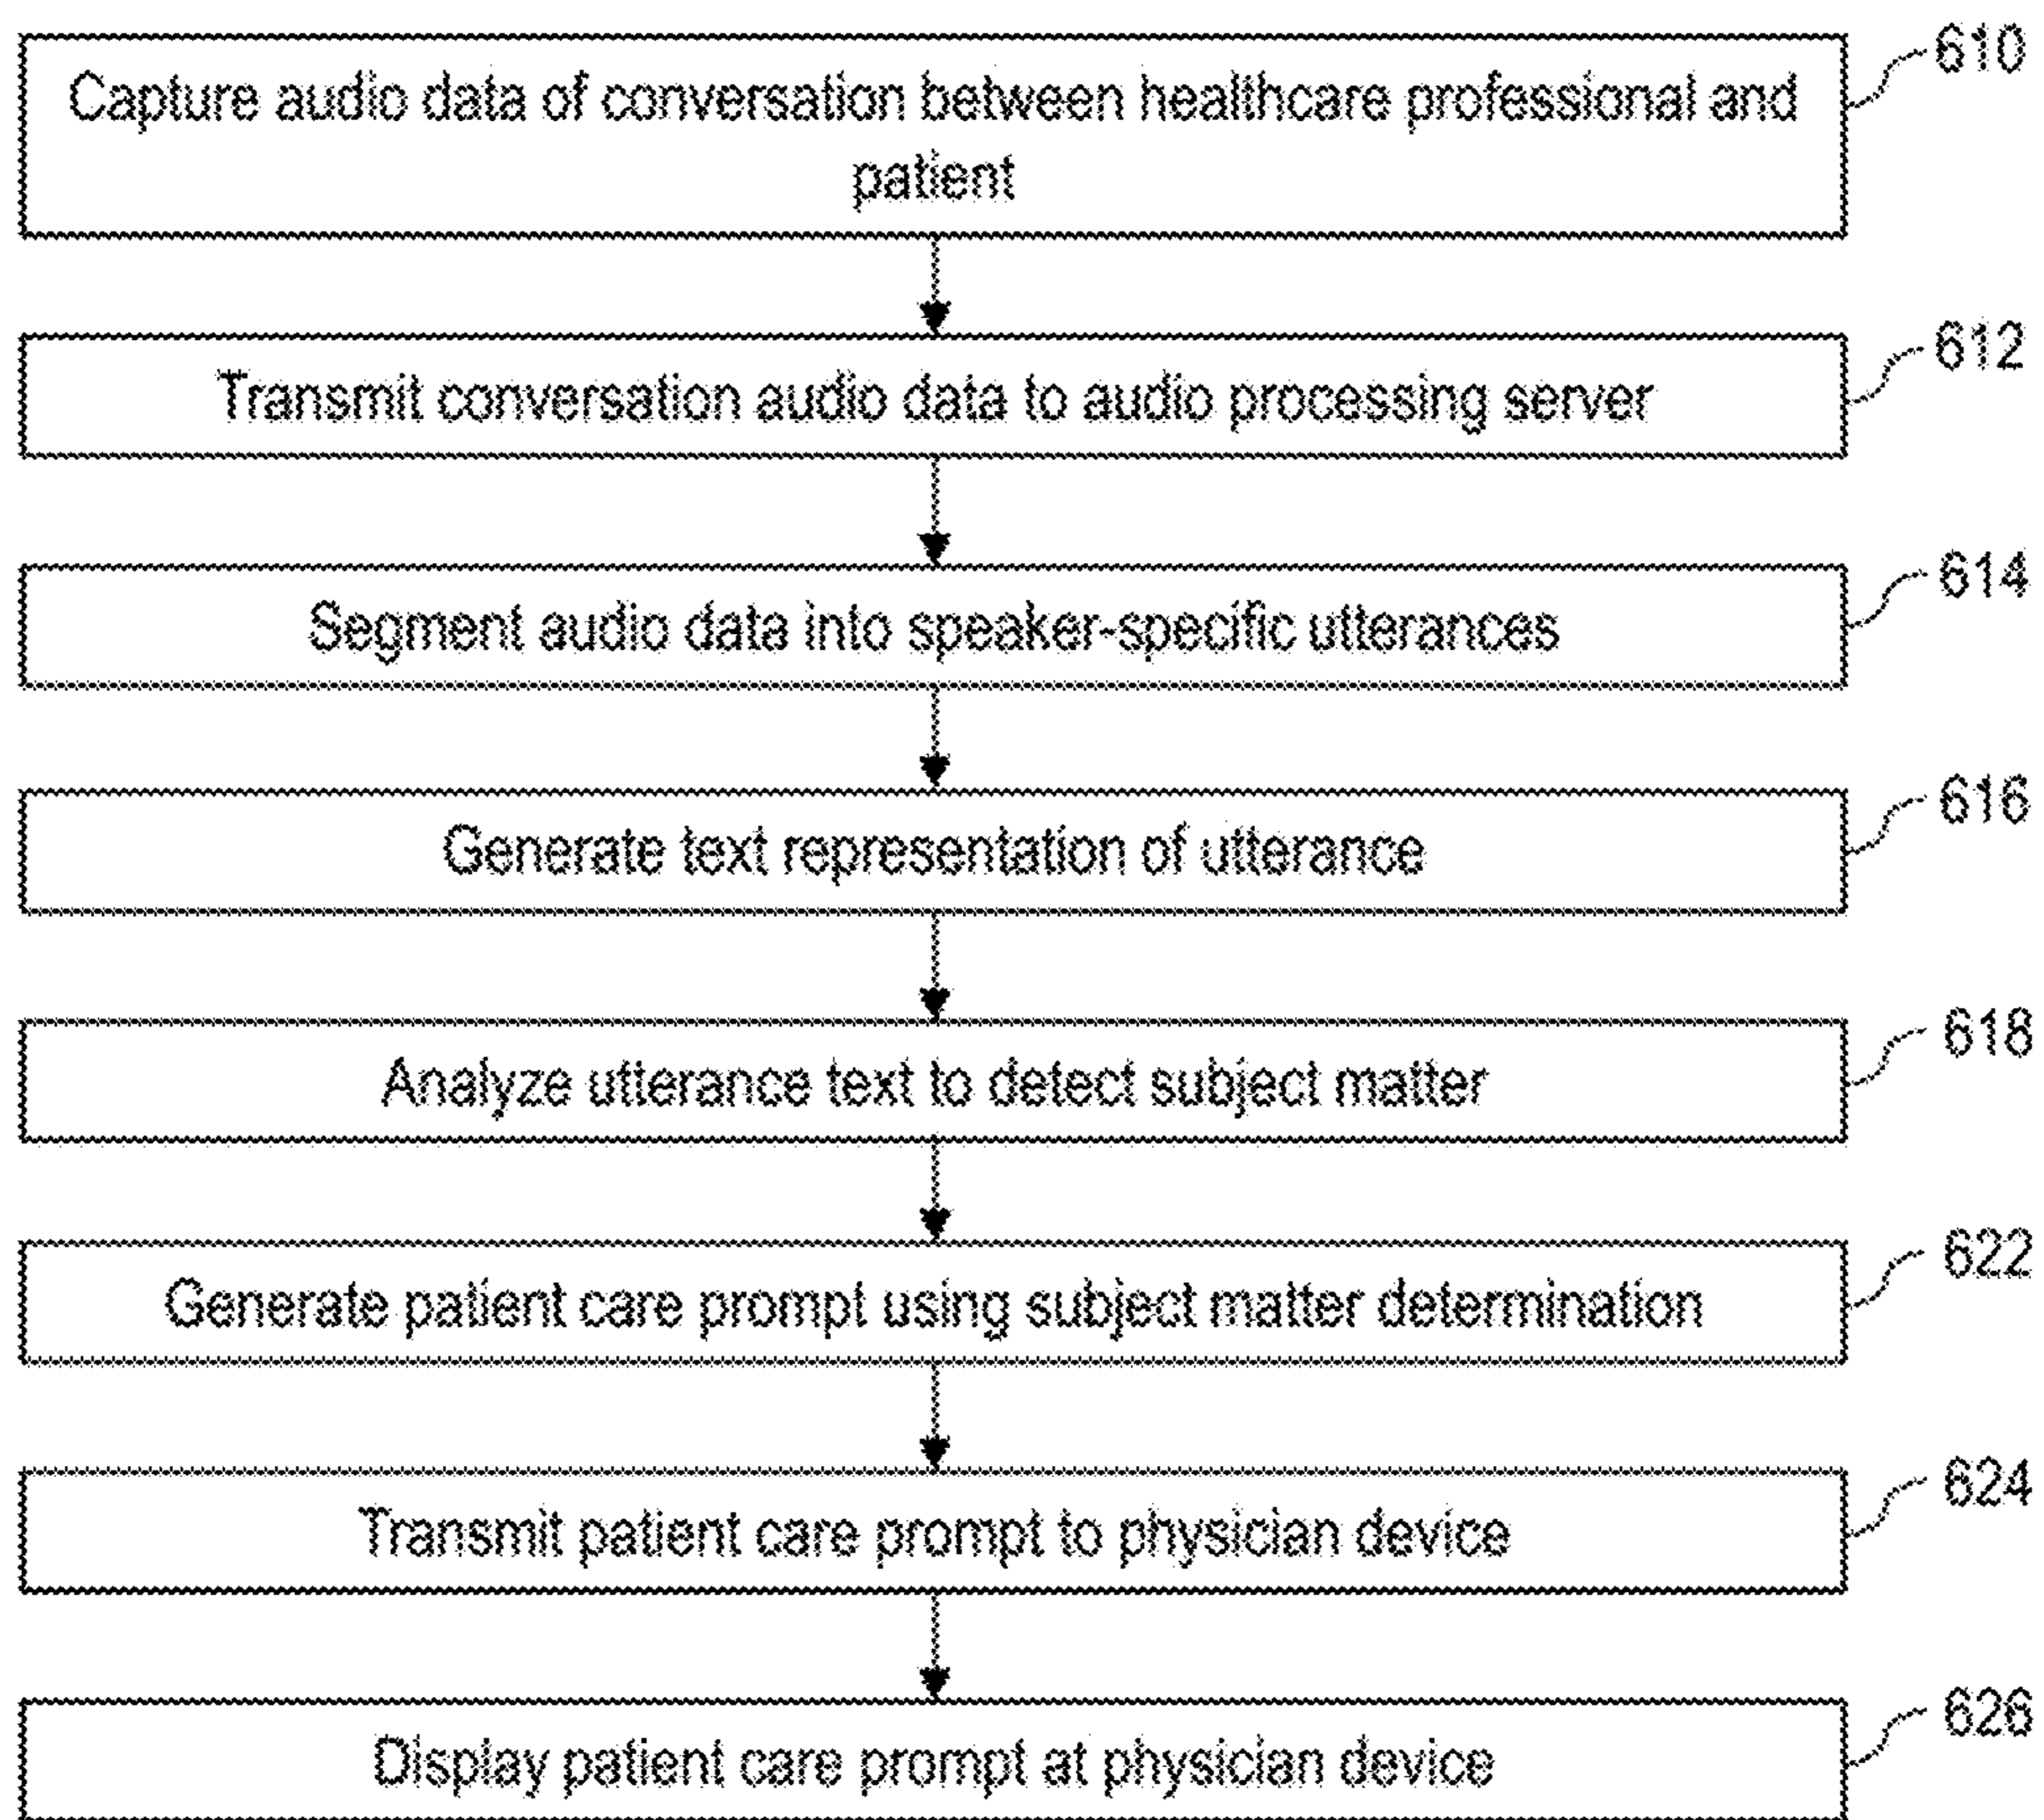 Capture audio data of conversation between healthcare professional and
patient
610
Transmit conversation audio data to audio processing server
612
Segment audio data into speaker-specific utterances
614
Generate text representation of utterance
616
Analyze utterance text to detect subject matter
618
Generate patient care prompt using subject matter determination
622
Transmit patient care prompt to physician device
624
Display patient care prompt at physician device
626